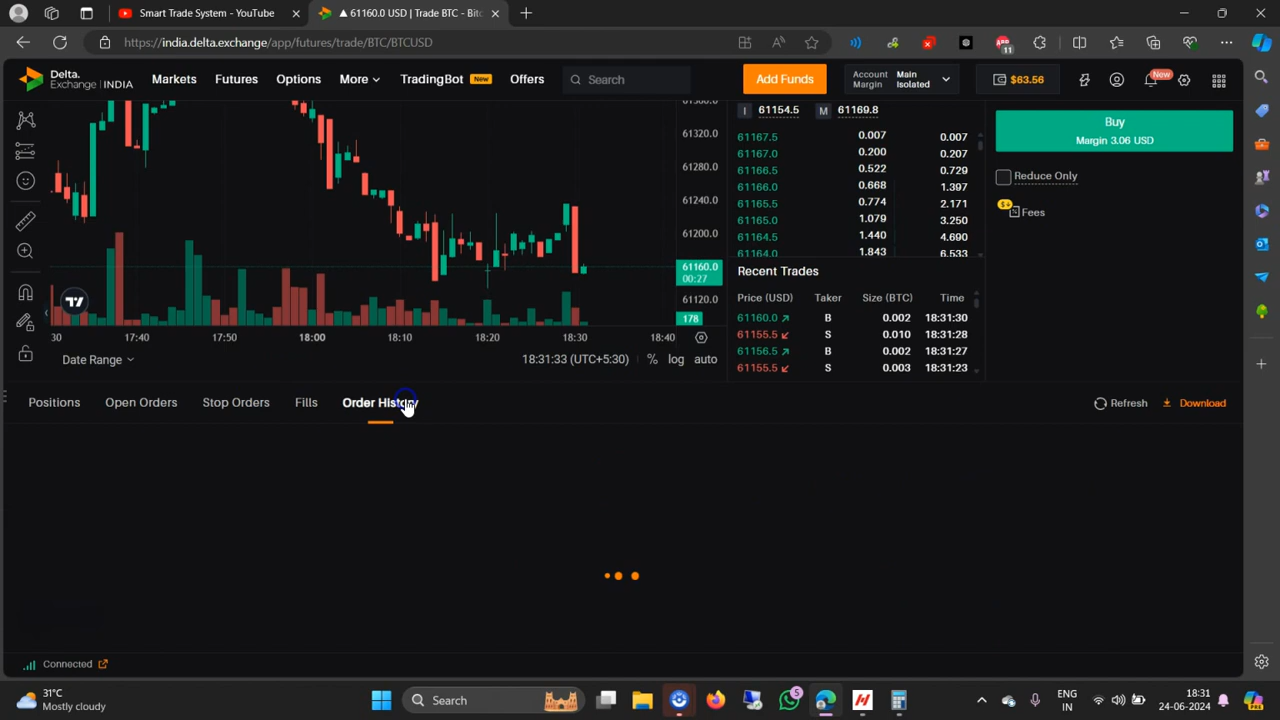 Smart Trade System - YouTube
▲ 61160.0 USD | Trade BTC - Bitc
https://india.delta.exchange/app/futures/trade/BTC/BTCUSD
11
Delta.
Exchange INDIA
Markets
Futures
Options
More
TradingBot New
Offers
Search
Add Funds
Account Main
Margin Isolated
$63.56
New
61320.0
61280.0
61240.0
61200.0
61160.0
00:27
61120.0
178
30 17:40 17:50 18:00 18:10 18:20 18:30 18:40
Date Range
18:31:33 (UTC+5:30) % log auto
I 61154.5 M 61169.8
61167.5 0.007 0.007
61167.0 0.200 0.207
61166.5 0.522 0.729
61166.0 0.668 1.397
61165.5 0.774 2.171
61165.0 1.079 3.250
61164.5 1.440 4.690
61164.0 1.843 6.533
Recent Trades
Price (USD) Taker Size (BTC) Time
61160.0 B 0.002 18:31:30
61155.5 S 0.010 18:31:28
61156.5 B 0.002 18:31:27
61155.5 S 0.003 18:31:23
Buy
Margin 3.06 USD
Reduce Only
Fees
Positions
Open Orders
Stop Orders
Fills
Order History
Refresh
Download
Connected
31°C
Mostly cloudy
Search
5
ENG
IN
18:31
24-06-2024